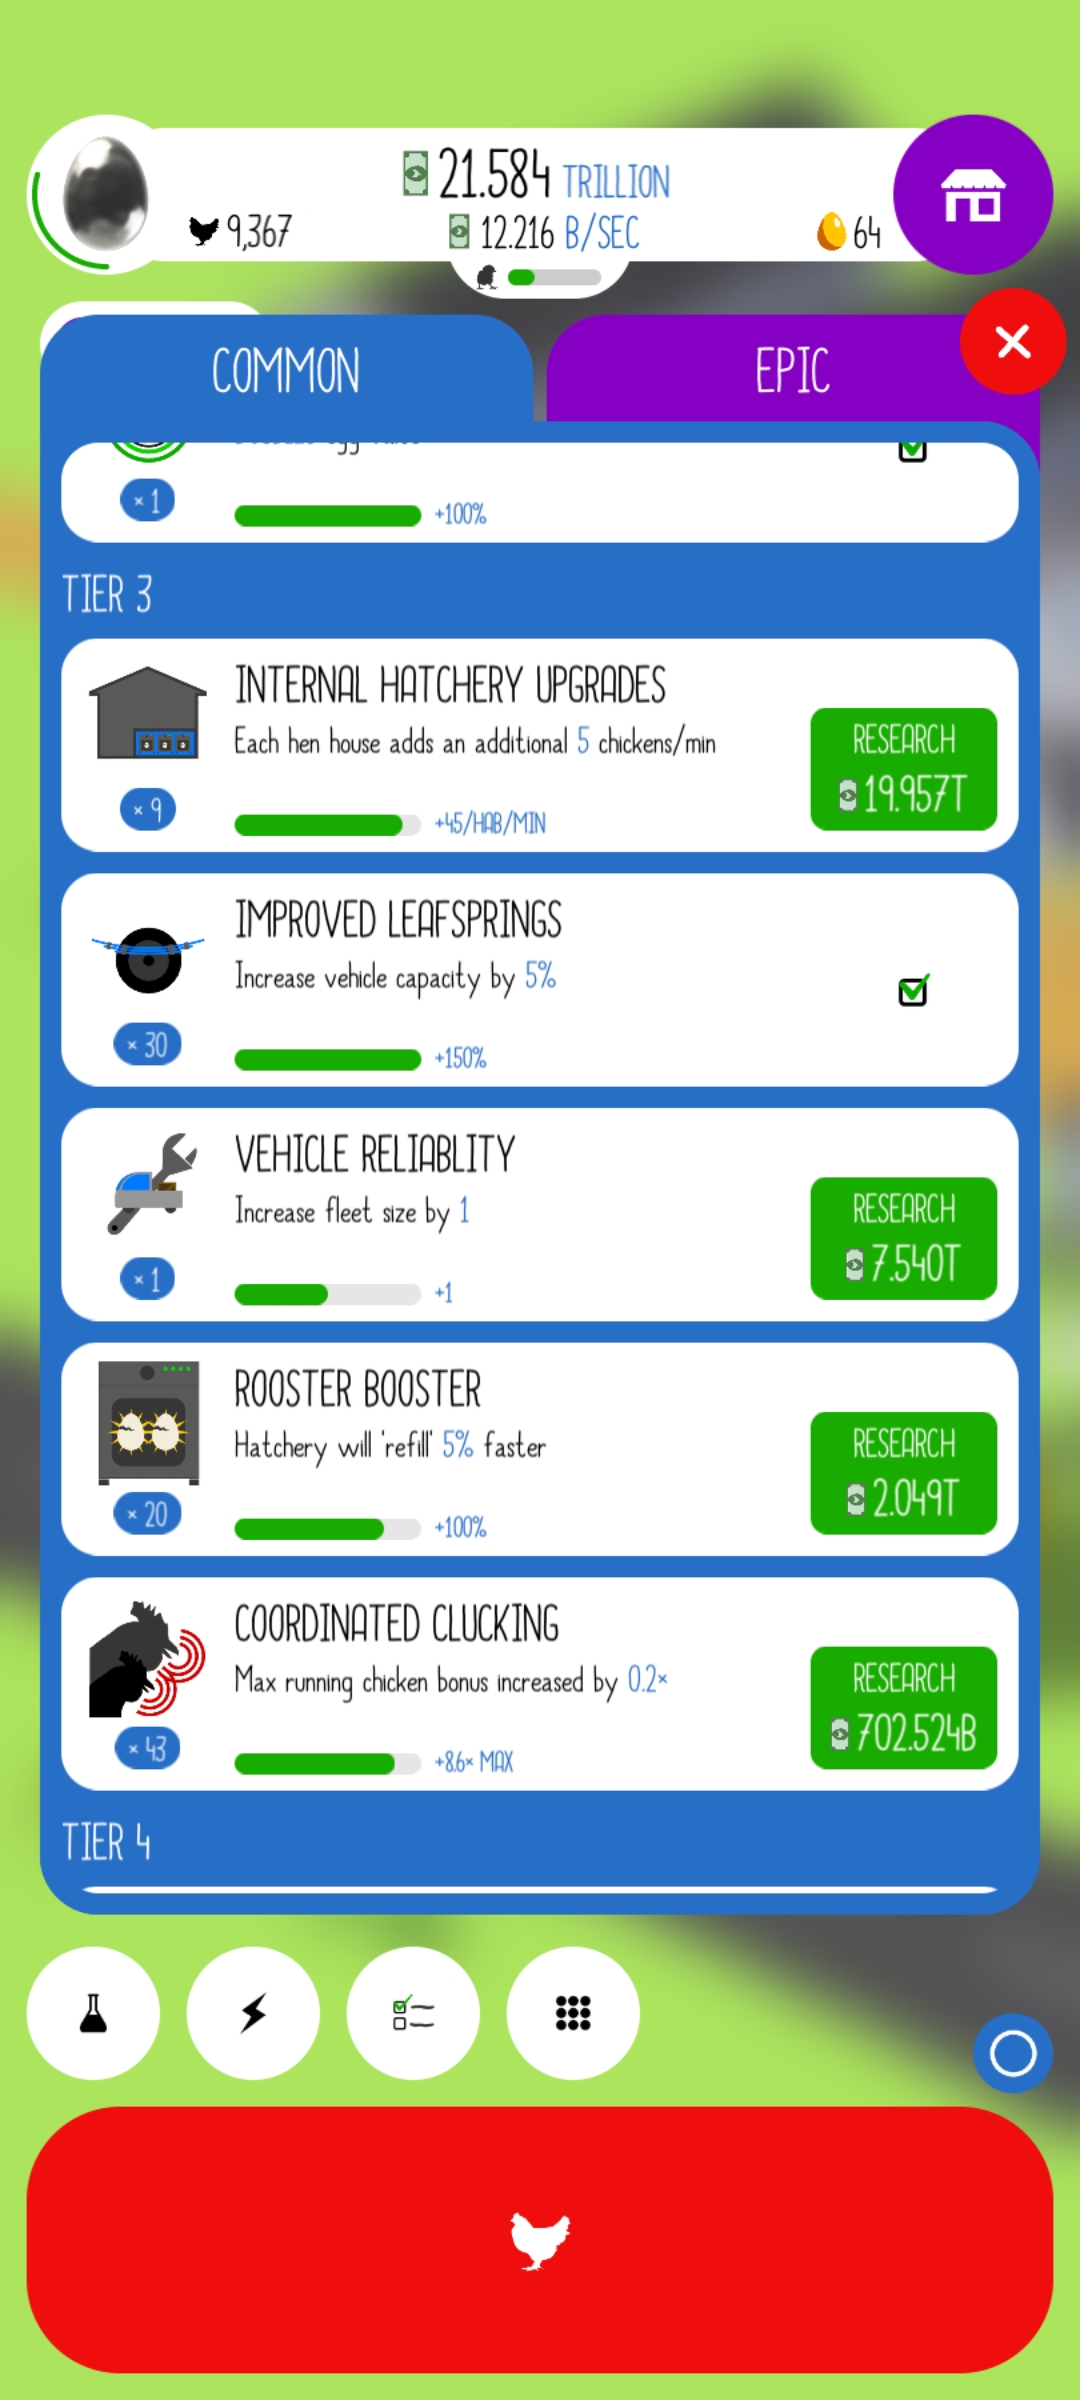 21.584 TRILLION
9,367
12.216 B/SEC
64
COMMON
EPIC
× 1
+100%
TIER 3
INTERNAL HATCHERY UPGRADES
Each hen house adds an additional 5 chickens/min
RESEARCH
19.957T
× 9
+45/HAB/MIN
IMPROVED LEAFSPRINGS
Increase vehicle capacity by 5%
× 30
+150%
VEHICLE RELIABLITY
Increase fleet size by 1
RESEARCH
7.540T
× 1
+1
ROOSTER BOOSTER
Hatchery will 'refill' 5% faster
RESEARCH
2.049T
× 20
+100%
COORDINATED CLUCKING
Max running chicken bonus increased by 0.2×
RESEARCH
702.524B
× 43
+8.6× MAX
TIER 4